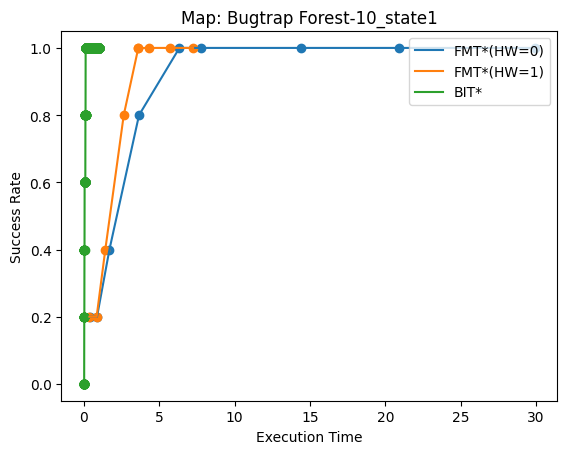 Map: Bugtrap Forest-10_state1
FMT*(HW=0)
FMT*(HW=1)
BIT*
1.0
0.8
0.6
0.4
0.2
0.0
Success Rate
0 5 10 15 20 25 30
Execution Time